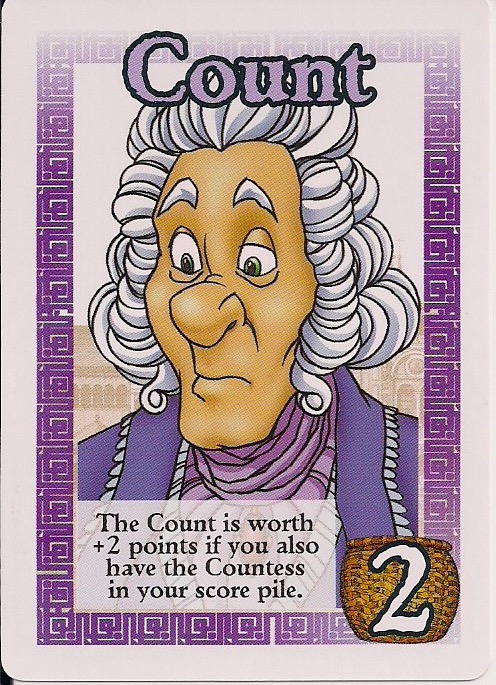 Count
The Count is worth
+2 points if you also
have the Countess
in your score pile.
2